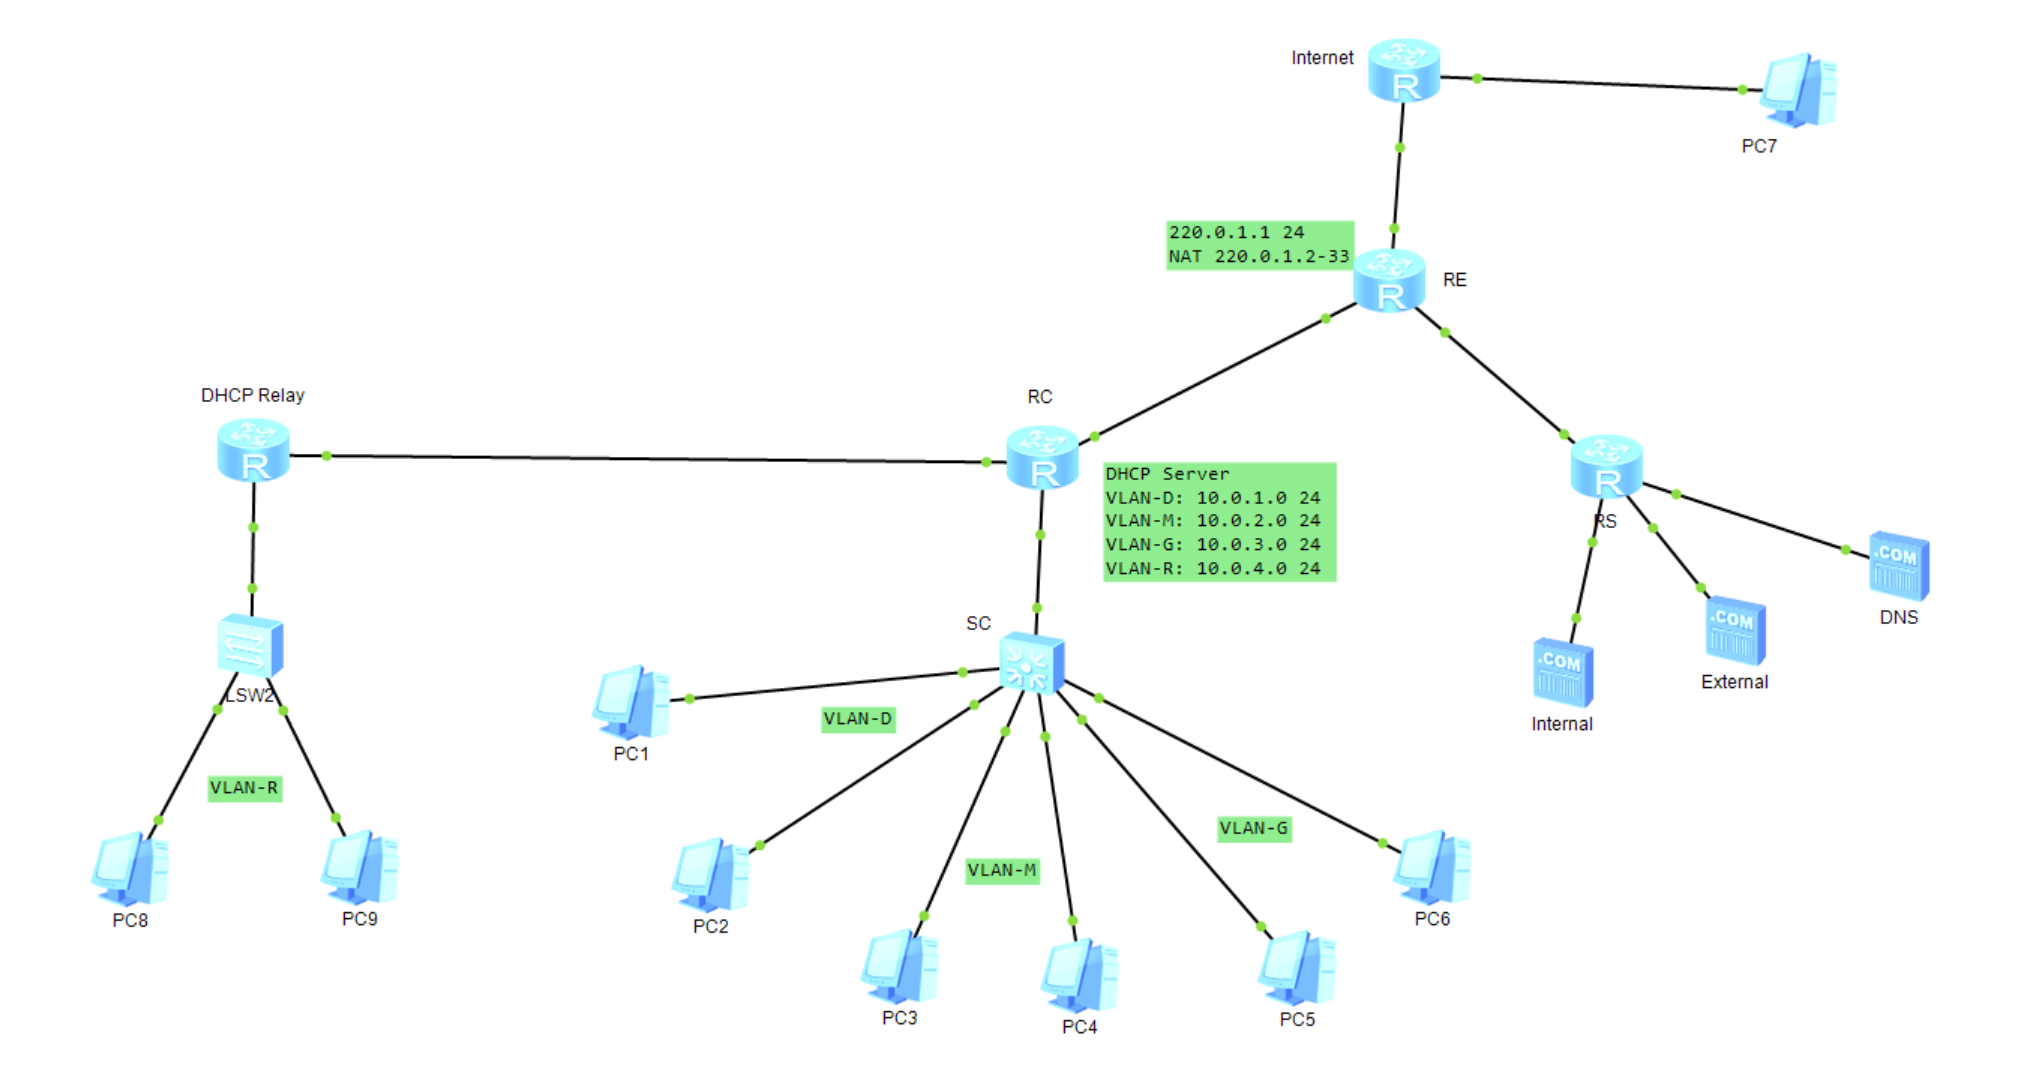 Internet
PC7
220.0.1.1 24
NAT 220.0.1.2-33
R
R
RE
DHCP Relay
RC
R
R
R
RS
DHCP Server
VLAN-D: 10.0.1.0 24
VLAN-M: 10.0.2.0 24
VLAN-G: 10.0.3.0 24
VLAN-R: 10.0.4.0 24
.COM
DNS
.COM
External
.COM
Internal
SC
LSW2
PC1
VLAN-D
VLAN-R
VLAN-G
VLAN-M
PC8
PC9
PC2
PC6
PC3
PC4
PC5